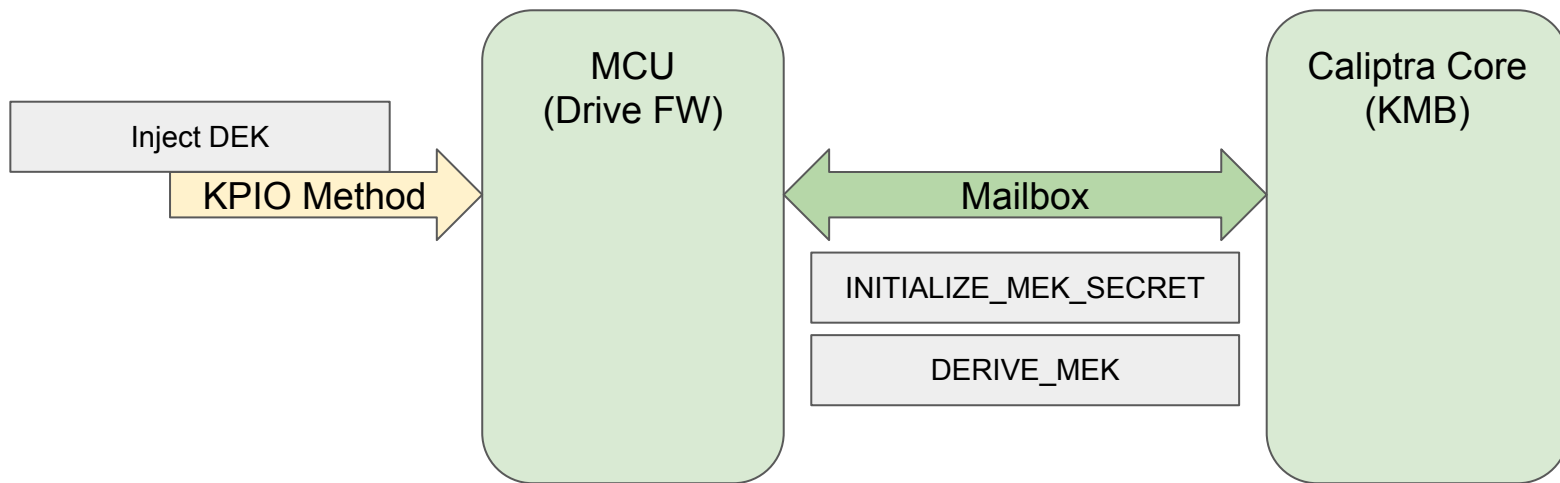 Inject DEK
KPIO Method
MCU
(Drive FW)
Mailbox
INITIALIZE_MEK_SECRET
DERIVE_MEK
Caliptra Core
(KMB)